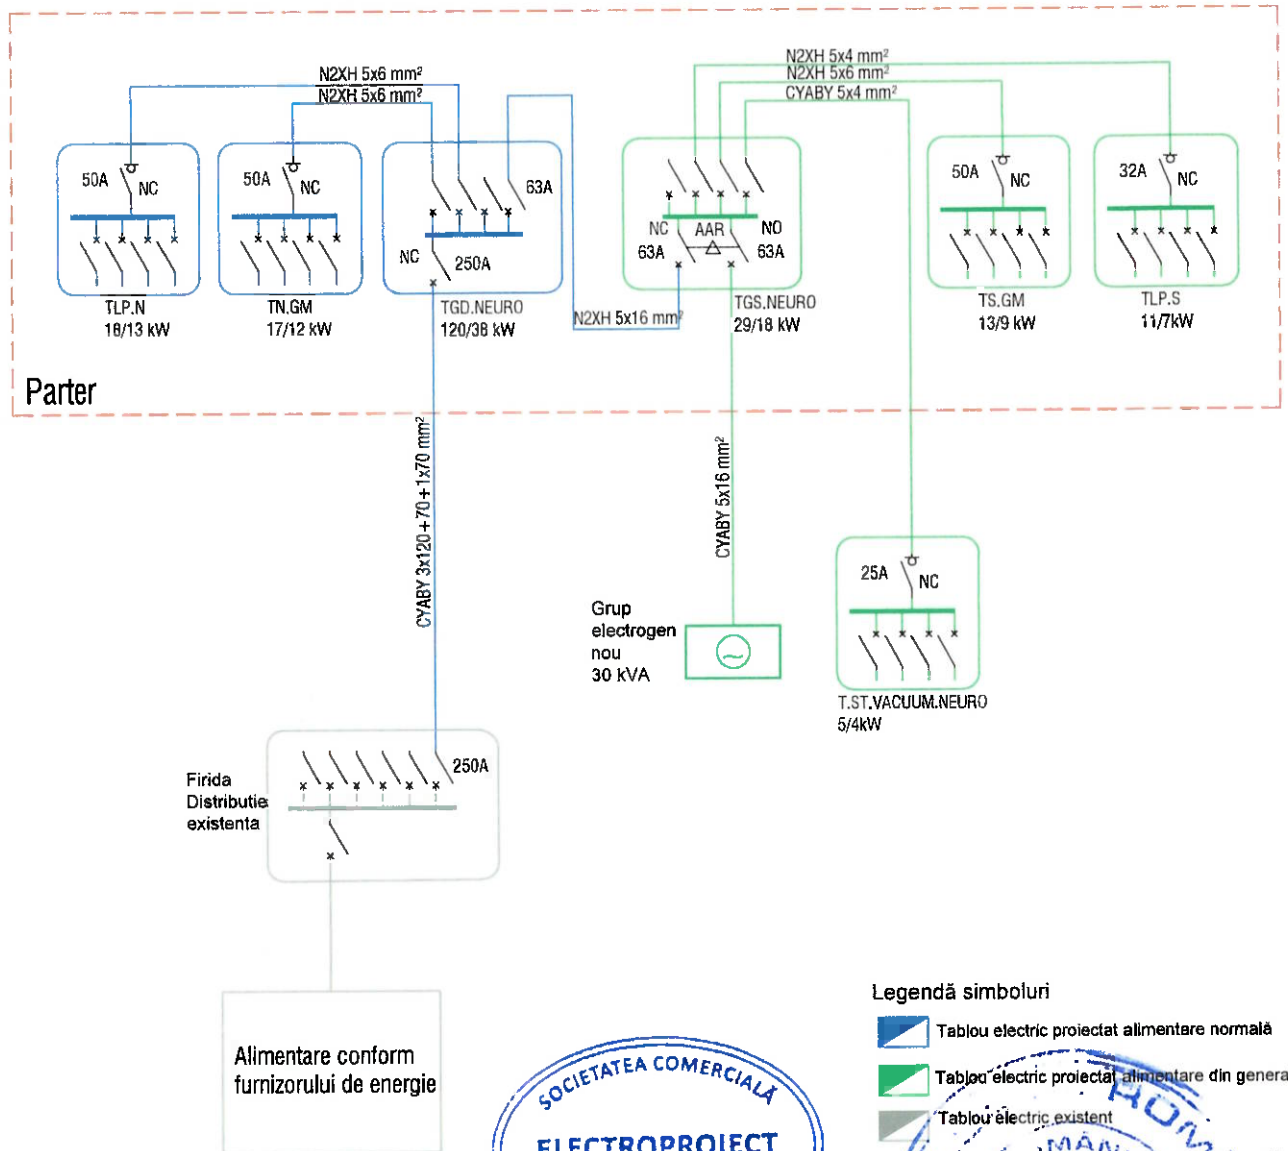 N2XH 5x6 mm²
N2XH 5x6 mm²
N2XH 5x4 mm²
N2XH 5x6 mm²
CYABY 5x4 mm²
50A
NC
TLP.N
18/13 kW
50A
NC
TN.GM
17/12 kW
63A
NC
250A
TGD.NEURO
120/38 kW
N2XH 5x16 mm²
NC
AAR
NO
63A
63A
TGS.NEURO
29/18 kW
50A
NC
TS.GM
13/9 kW
32A
NC
TLP.S
11/7kW
Parter
CYABY 3x120+70+1x70 mm²
CYABY 5x16 mm²
25A
NC
T.ST.VACUUM.NEURO
5/4kW
Grup
electrogen
nou
30 kVA
Firida
Distributie
existenta
250A
Alimentare conform
furnizorului de energie
Legendă simboluri
Tablou electric proiectat alimentare normală
Tablou electric proiectat alimentare din genera
Tablou electric existent
SOCIETATEA COMERCIALĂ
ELECTROPROIECT